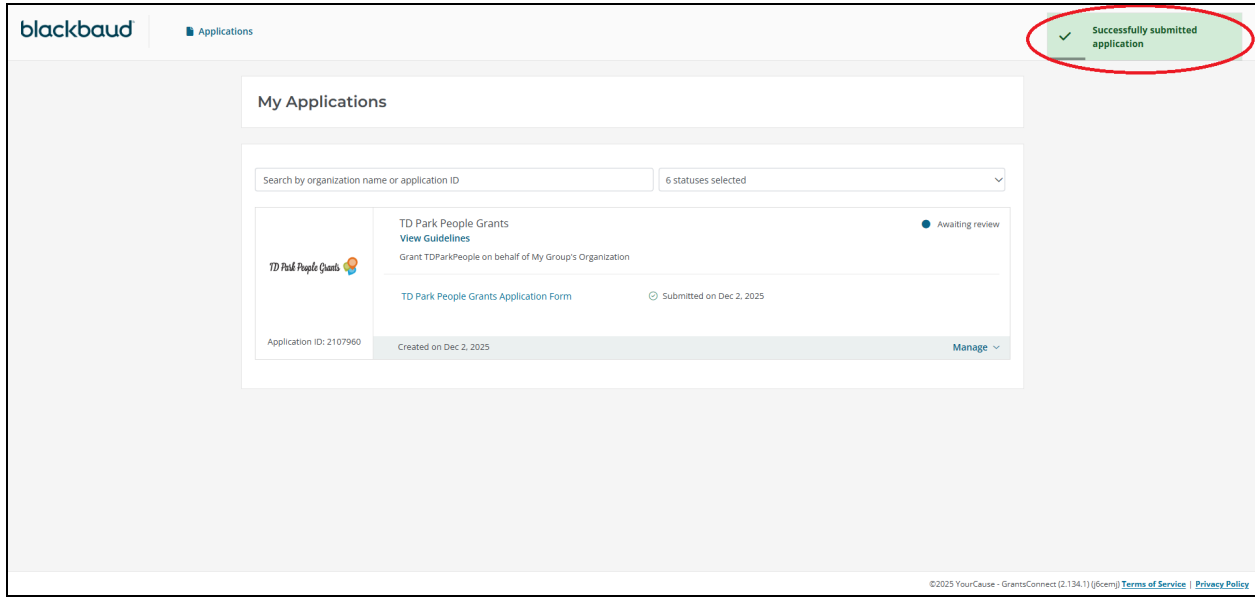 blackbaud
Applications
Successfully submitted
application
My Applications
Search by organization name or application ID
6 statuses selected
TD Park People Grants
TD Park People Grants
View Guidelines
Awaiting review
Grant TDParkPeople on behalf of My Group's Organization
TD Park People Grants Application Form
Submitted on Dec 2, 2025
Application ID: 2107960
Created on Dec 2, 2025
Manage
©2025 YourCause - GrantsConnect (2.134.1) (j6cemj) Terms of Service | Privacy Policy